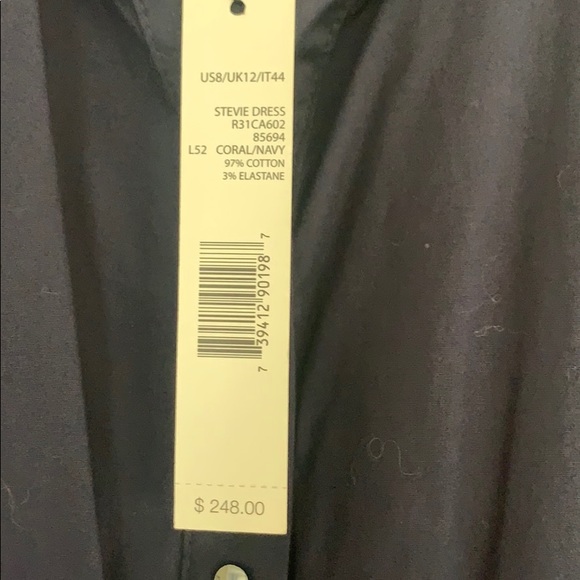 US8/UK12/IT44
STEVIE DRESS
R31CA602
85694
L52 CORAL/NAVY
97% COTTON
3% ELASTANE
7 39412 90198 7
$ 248.00